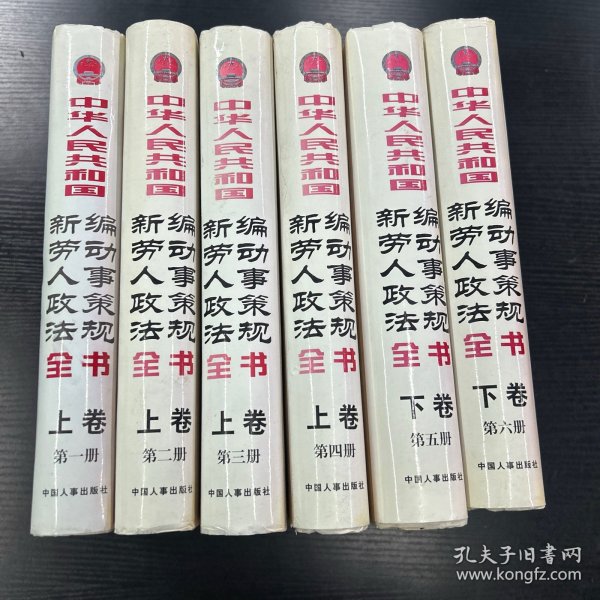 中华人民共和国
新编
劳动
人事
政策
法规
全书
上卷
第一册
中国人事出版社
中华人民共和国
新编
劳动
人事
政策
法规
全书
上卷
第二册
中国人事出版社
中华人民共和国
新编
劳动
人事
政策
法规
全书
上卷
第三册
中国人事出版社
中华人民共和国
新编
劳动
人事
政策
法规
全书
上卷
第四册
中国人事出版社
中华人民共和国
新编
劳动
人事
政策
法规
全书
下卷
第五册
中国人事出版社
中华人民共和国
新编
劳动
人事
政策
法规
全书
下卷
第六册
中国人事出版社
孔夫子旧书网
www.kongfz.com